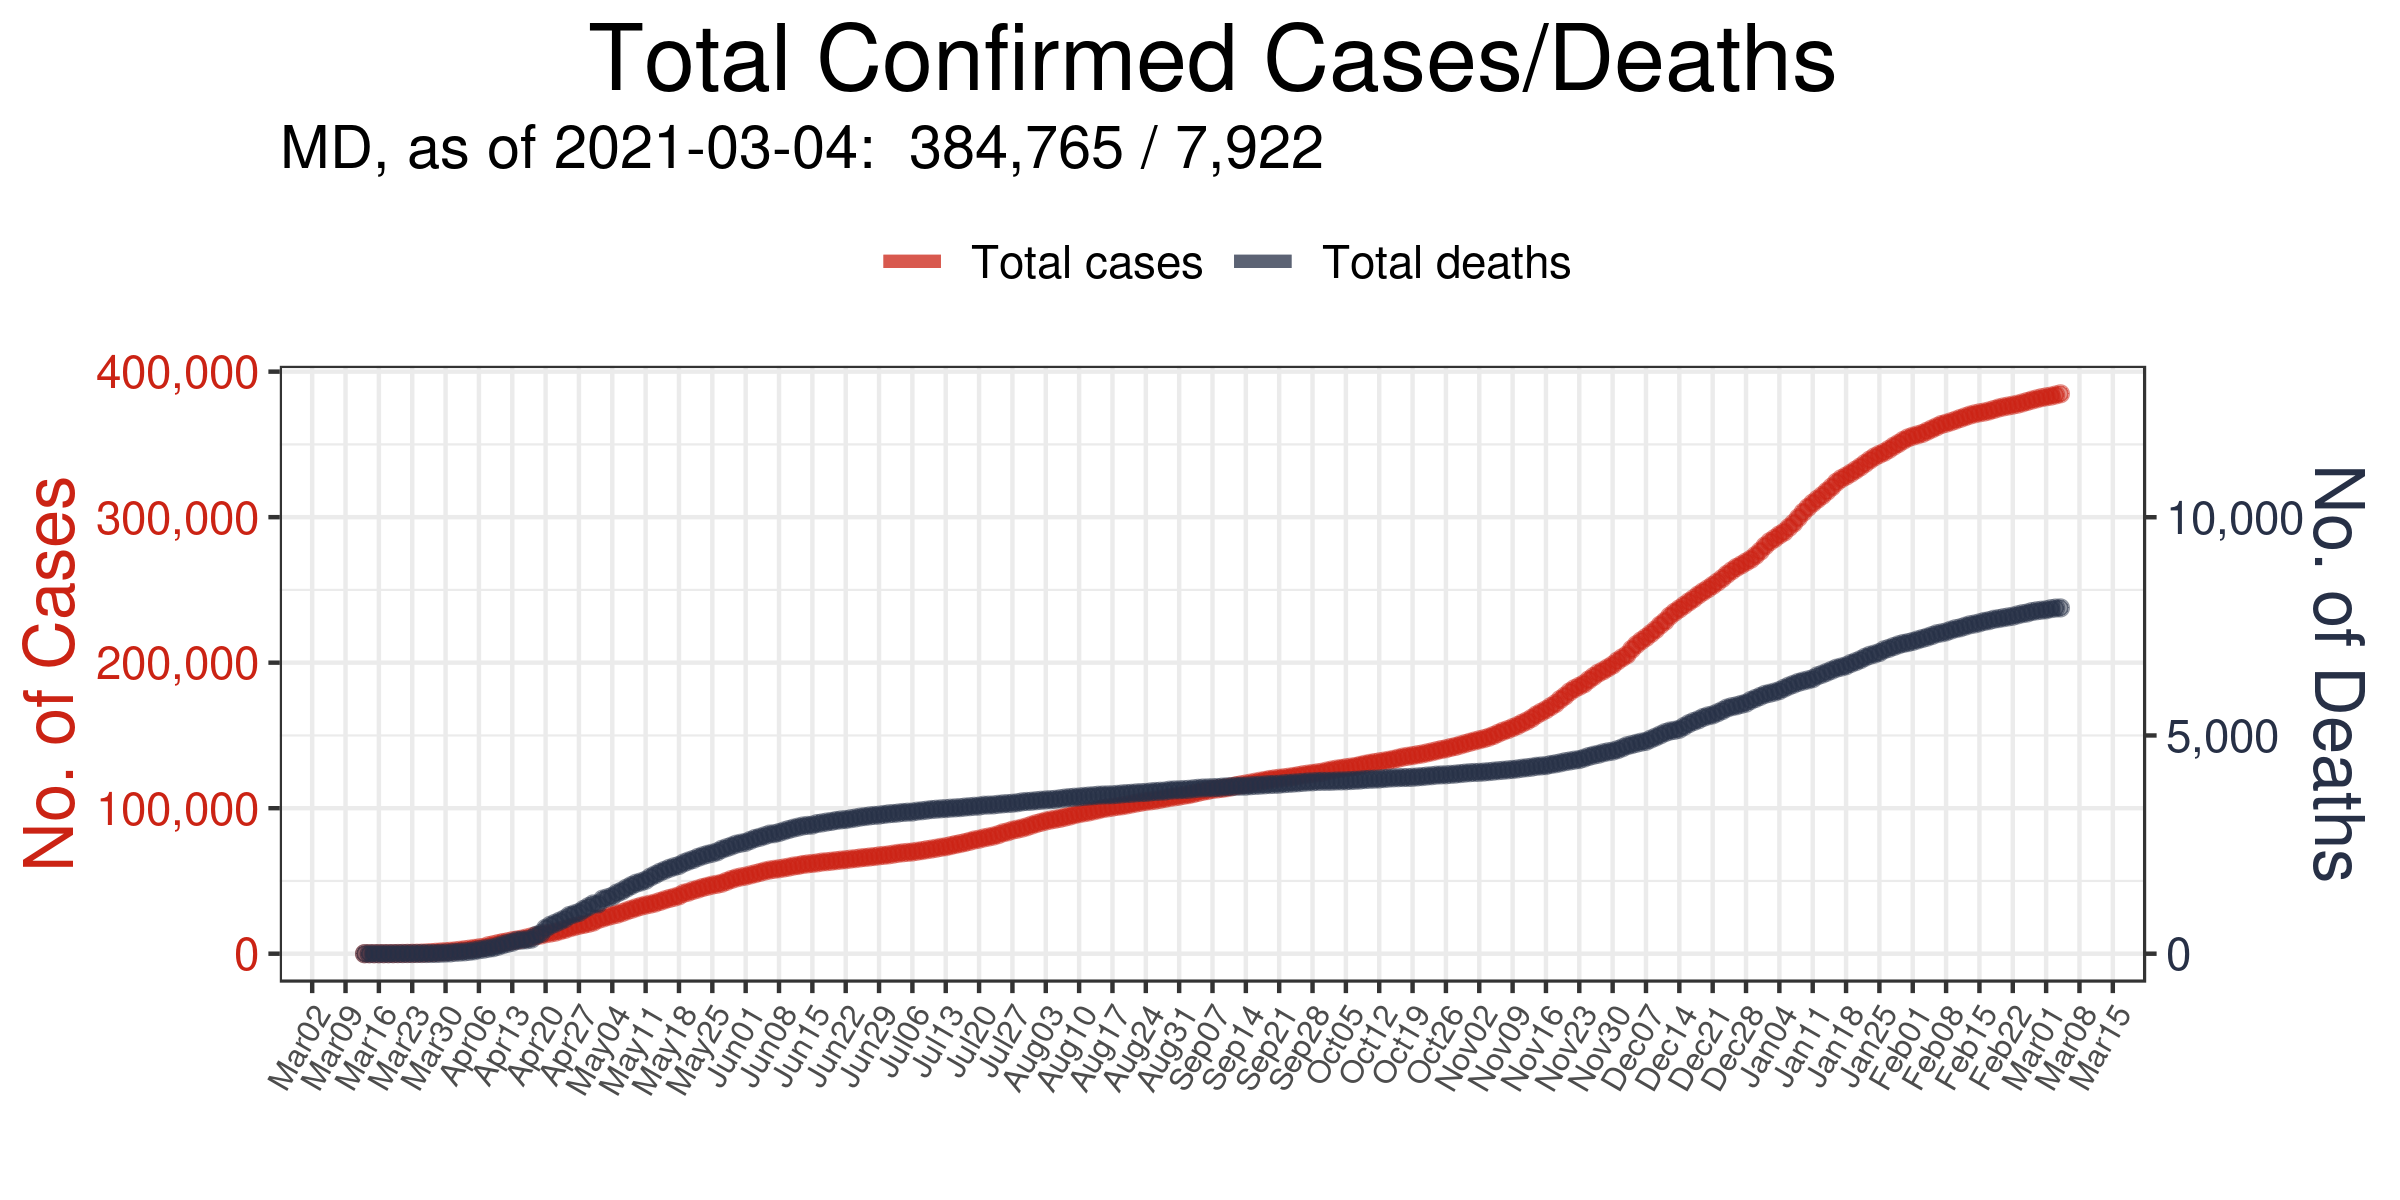 Total Confirmed Cases/Deaths
MD, as of 2021-03-04:  384,765 / 7,922
Total cases
Total deaths
No. of Cases
400,000
300,000
200,000
100,000
0
10,000
5,000
0
No. of Deaths
Mar02
Mar09
Mar16
Mar23
Mar30
Apr06
Apr13
Apr20
Apr27
May04
May11
May18
May25
Jun01
Jun08
Jun15
Jun22
Jun29
Jul06
Jul13
Jul20
Jul27
Aug03
Aug10
Aug17
Aug24
Aug31
Sep07
Sep14
Sep21
Sep28
Oct05
Oct12
Oct19
Oct26
Nov02
Nov09
Nov16
Nov23
Nov30
Dec07
Dec14
Dec21
Dec28
Jan04
Jan11
Jan18
Jan25
Feb01
Feb08
Feb15
Feb22
Mar01
Mar08
Mar15